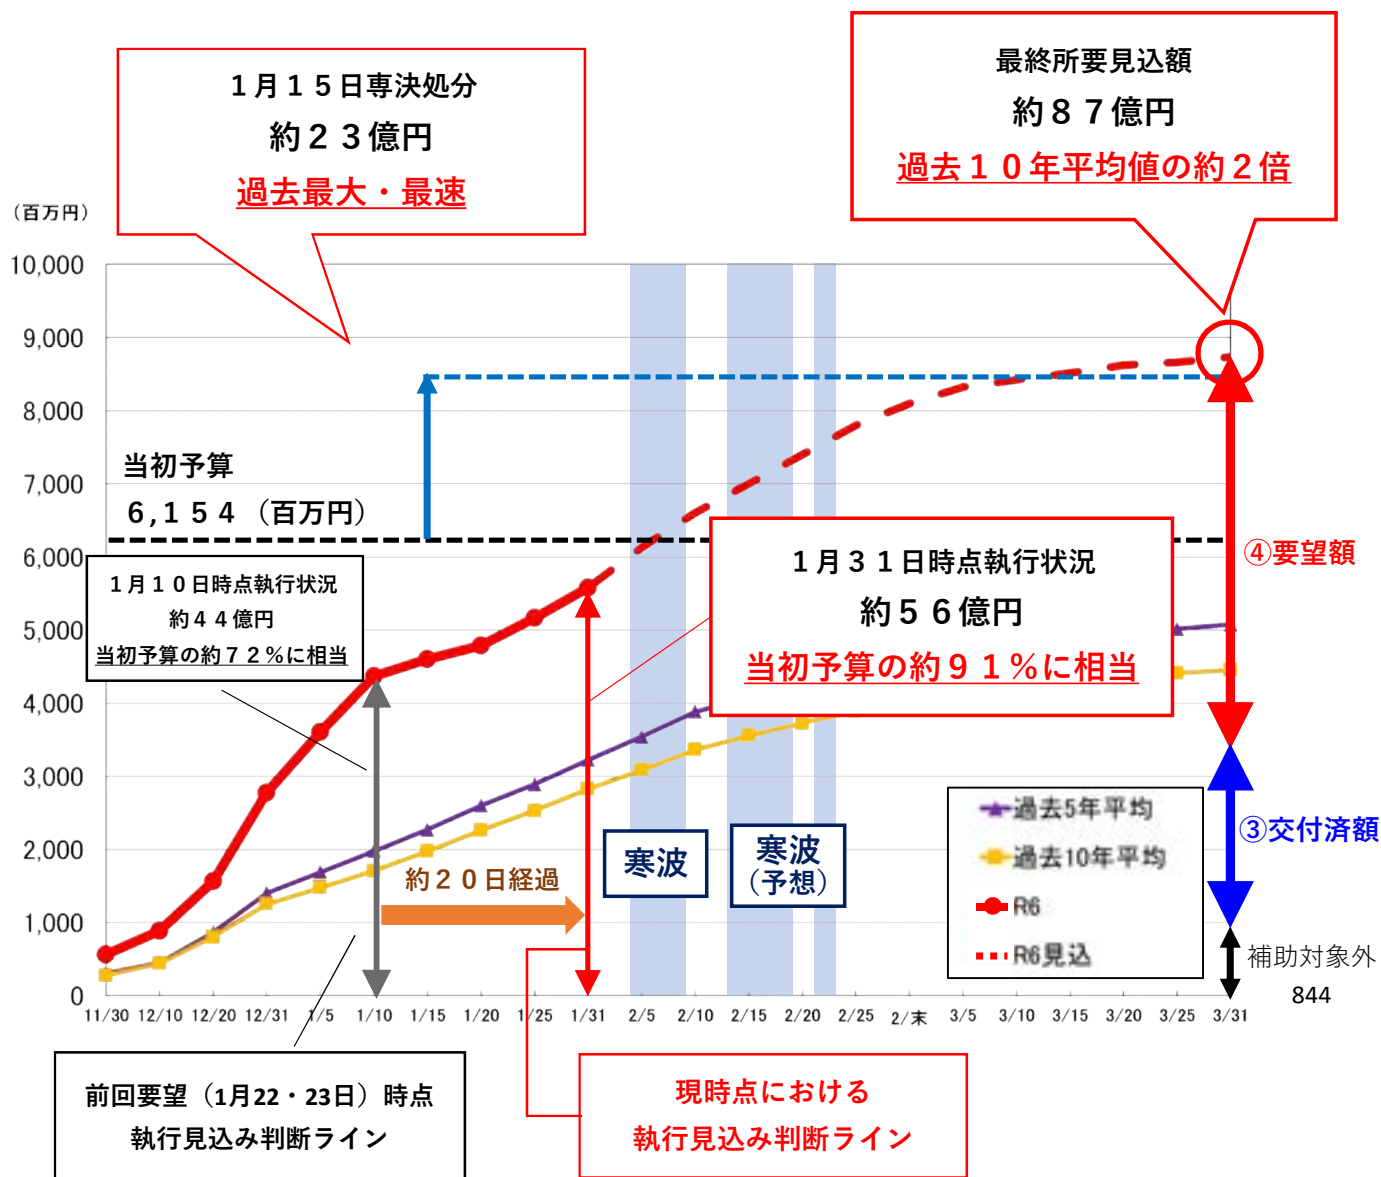 1月15日専決処分
約23億円
過去最大・最速
最終所要見込額
約87億円
過去10年平均値の約2倍
（百万円）
10,000
9,000
8,000
7,000
6,000
5,000
4,000
3,000
2,000
1,000
0
当初予算
6,154（百万円）
1月10日時点執行状況
約44億円
当初予算の約72％に相当
1月31日時点執行状況
約56億円
当初予算の約91％に相当
④要望額
③交付済額
補助対象外
844
約20日経過
寒波
寒波
（予想）
過去5年平均
過去10年平均
R6
R6見込
11/30 12/10 12/20 12/31 1/5 1/10 1/15 1/20 1/25 1/31 2/5 2/10 2/15 2/20 2/25 2/末 3/5 3/10 3/15 3/20 3/25 3/31
前回要望（1月22・23日）時点
執行見込み判断ライン
現時点における
執行見込み判断ライン